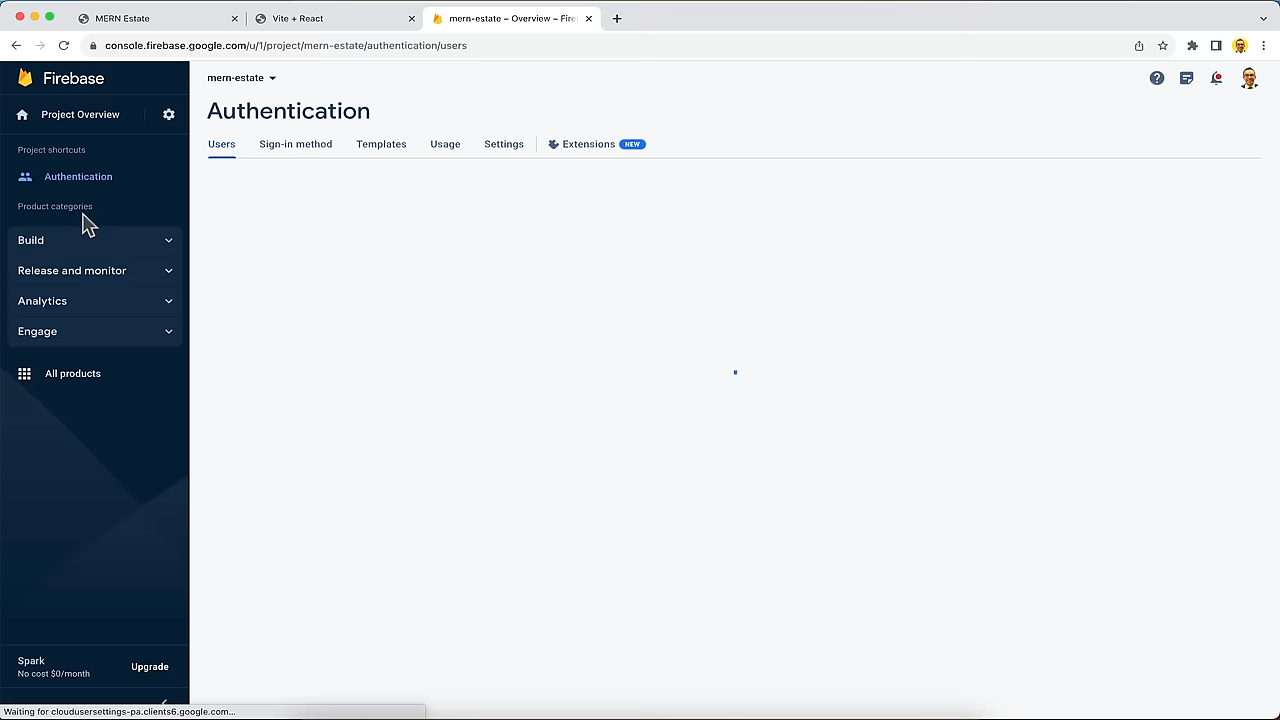 MERN Estate
Vite + React
mern-estate – Overview – Fire
console.firebase.google.com/u/1/project/mern-estate/authentication/users
Firebase
Project Overview
Project shortcuts
Authentication
Product categories
Build
Release and monitor
Analytics
Engage
All products
Spark
No cost $0/month
Upgrade
mern-estate
Authentication
Users
Sign-in method
Templates
Usage
Settings
Extensions
NEW
Waiting for cloudusersettings-pa.clients6.google.com...